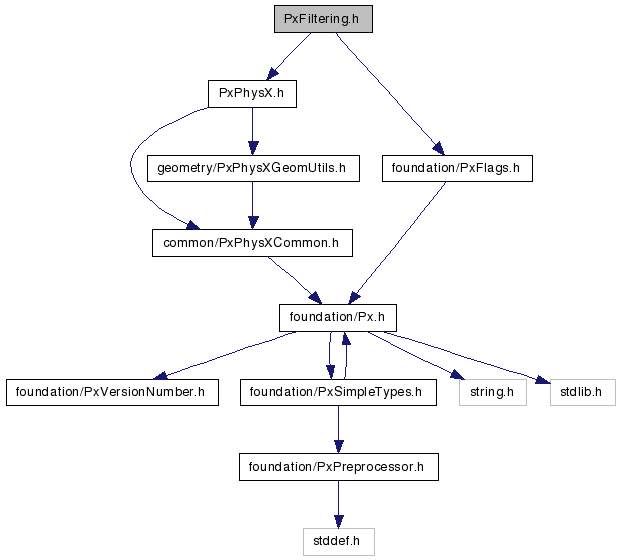 PxFiltering.h
PxPhysX.h
geometry/PxPhysXGeomUtils.h
foundation/PxFlags.h
common/PxPhysXCommon.h
foundation/Px.h
foundation/PxVersionNumber.h
foundation/PxSimpleTypes.h
string.h
stdlib.h
foundation/PxPreprocessor.h
stddef.h